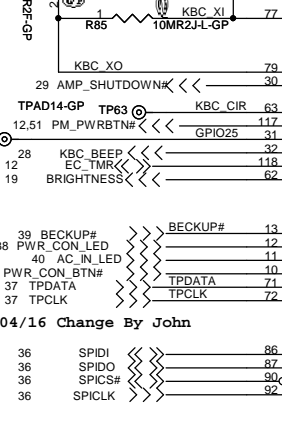 R2F-GP
2
1
R85
10MR2J-L-GP
KBC_XI
77
KBC_XO
79
29 AMP_SHUTDOWN#
30
TPAD14-GP TP63
KBC_CIR
63
12,51 PM_PWRBTN#
117
GPIO25
31
28 KBC_BEEP
32
12 EC_TMR
118
19 BRIGHTNESS
62
39 BECKUP#
BECKUP#
13
38 PWR_CON_LED
12
40 AC_IN_LED
11
PWR_CON_BTN#
10
37 TPDATA
TPDATA
71
37 TPCLK
TPCLK
72
04/16 Change By John
36 SPIDI
86
36 SPIDO
87
36 SPICS#
90
36 SPICLK
92